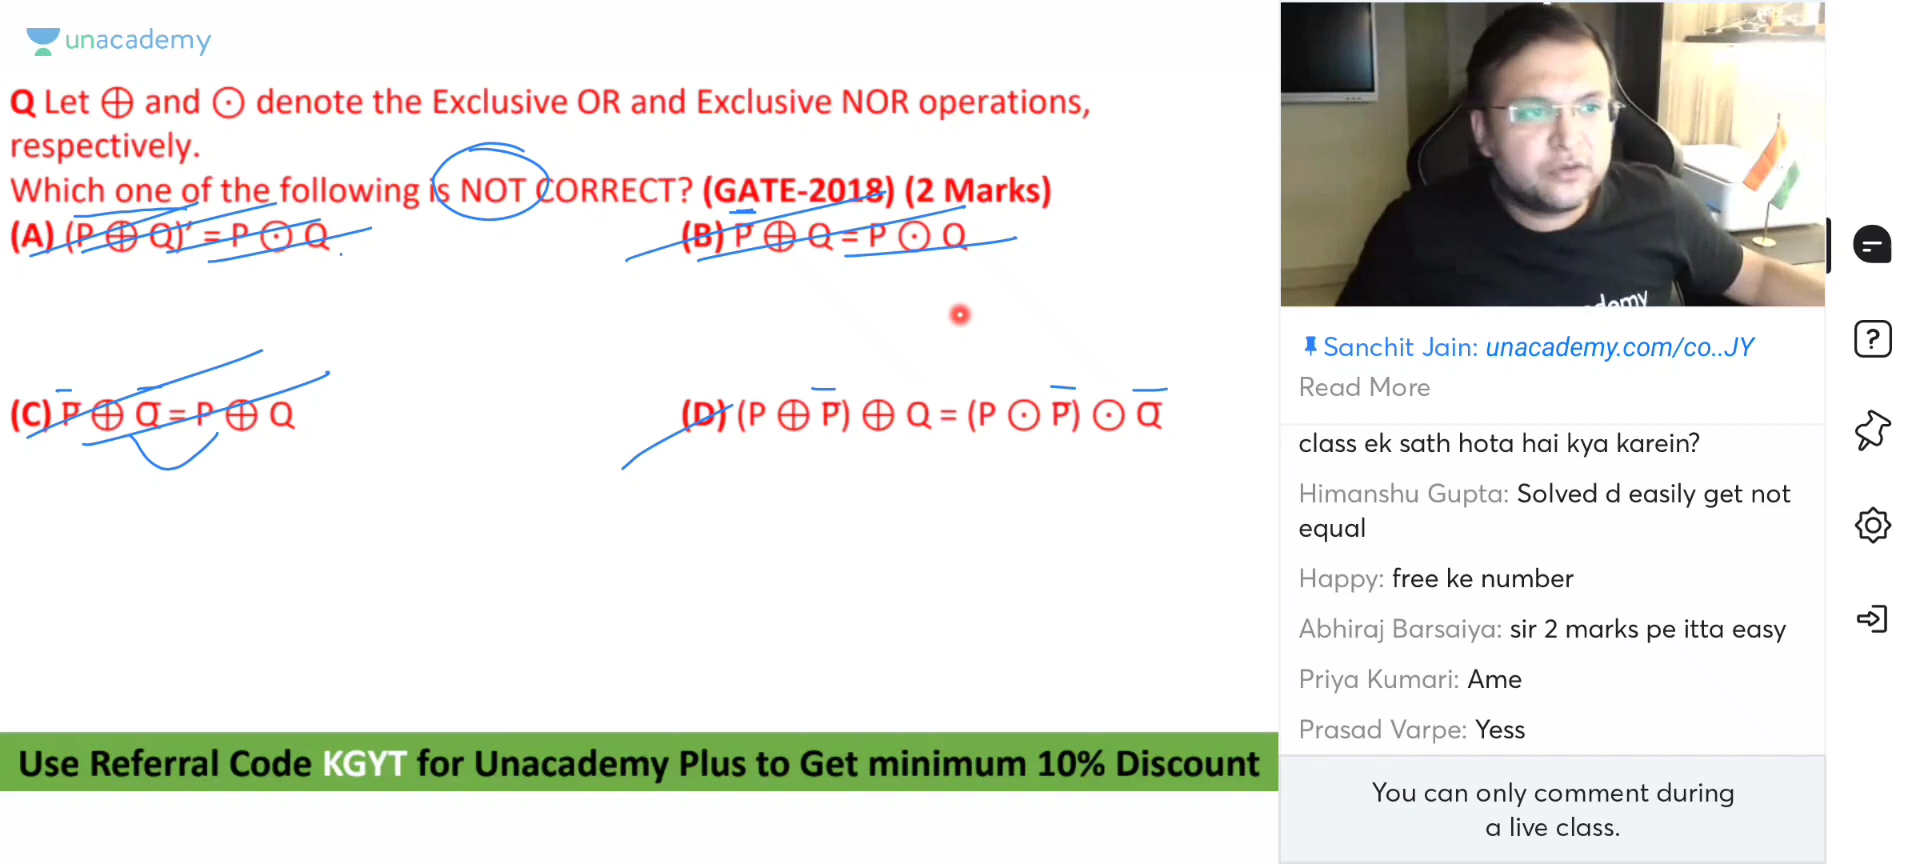 unacademy
Q Let ⊕ and ⊙ denote the Exclusive OR and Exclusive NOR operations,
respectively.
Which one of the following is NOT CORRECT? (GATE-2018) (2 Marks)
(A) (P ⊕ Q)′ = P ⊙ Q
(B) P̅ ⊕ Q = P ⊙ Q
(C) P̅ ⊕ Q̅ = P ⊕ Q
(D) (P ⊕ P̅) ⊕ Q = (P ⊙ P̅) ⊙ Q̅
Use Referral Code KGYT for Unacademy Plus to Get minimum 10% Discount
demy
Sanchit Jain: unacademy.com/co..JY
Read More
class ek sath hota hai kya karein?
Himanshu Gupta: Solved d easily get not
equal
Happy: free ke number
Abhiraj Barsaiya: sir 2 marks pe itta easy
Priya Kumari: Ame
Prasad Varpe: Yess
You can only comment during
a live class.